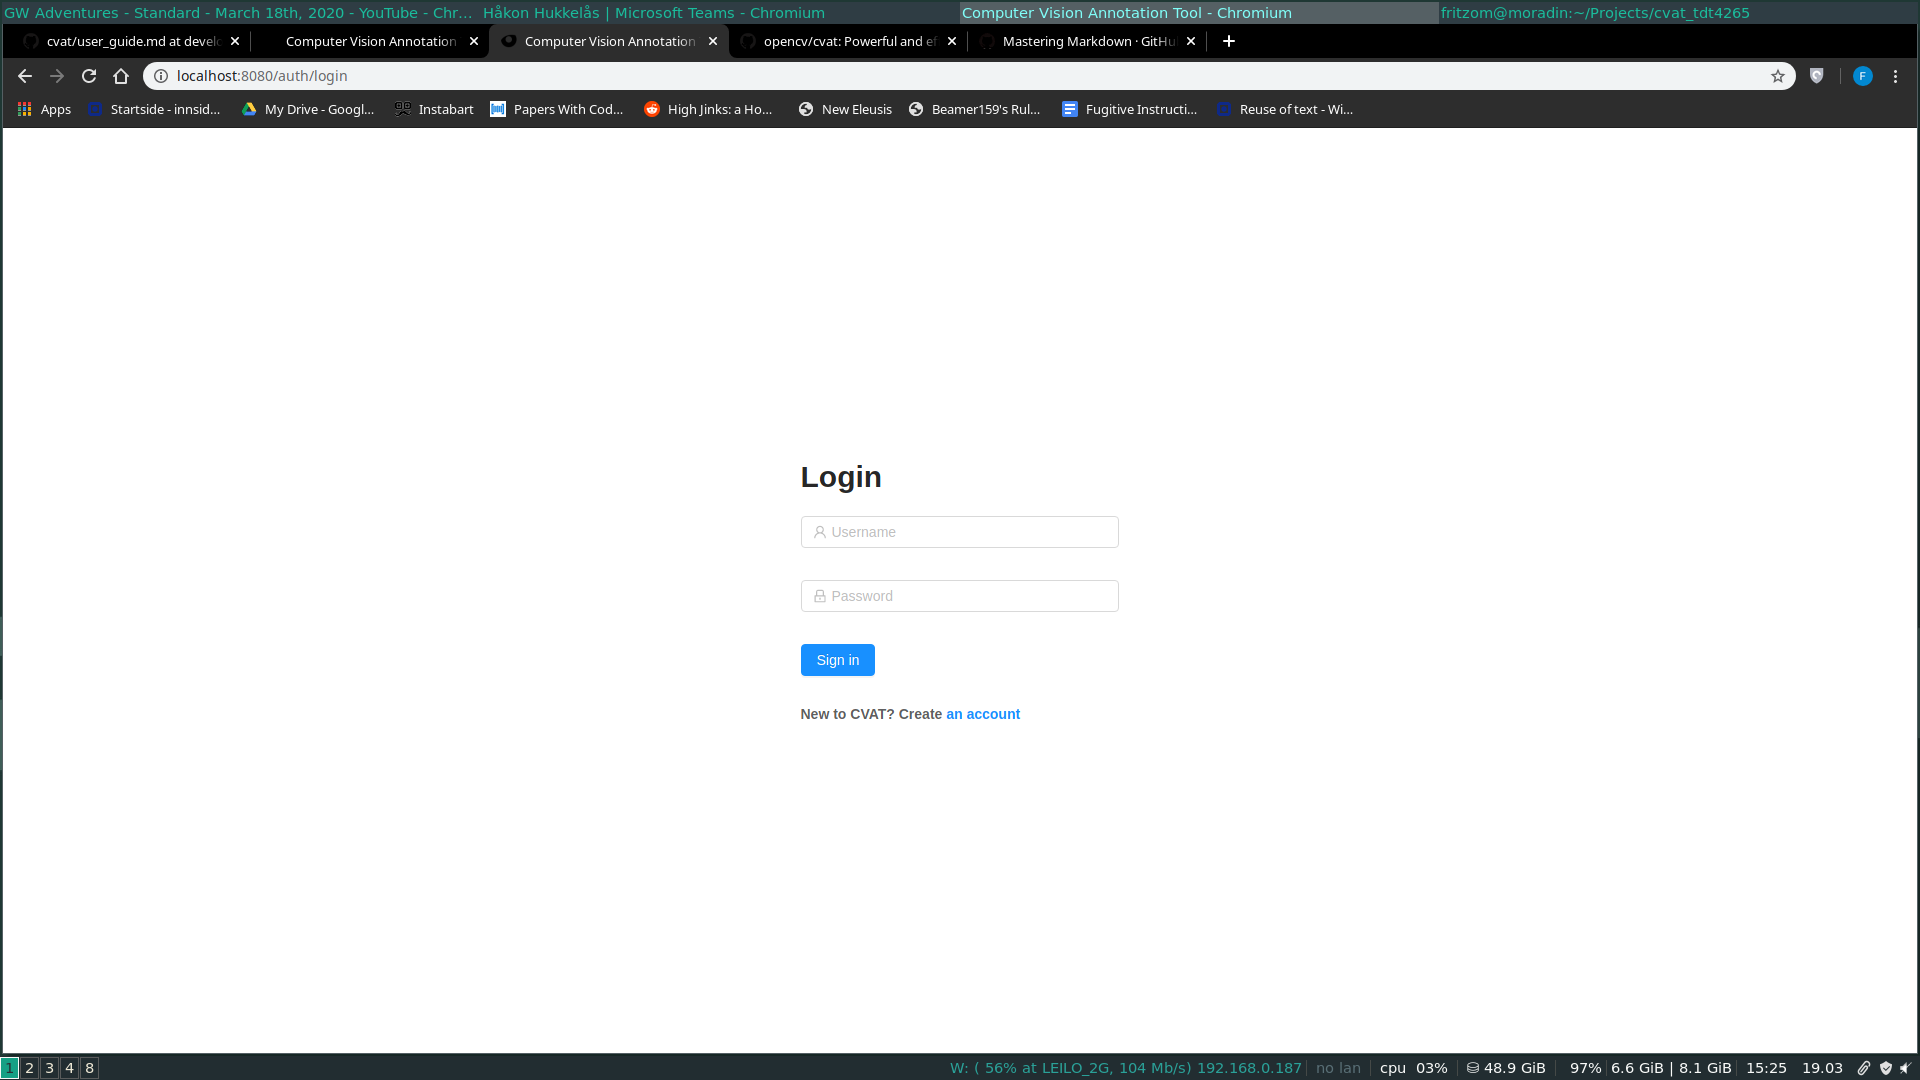 GW Adventures - Standard - March 18th, 2020 - YouTube - Chr… Håkon Hukkelås | Microsoft Teams - Chromium Computer Vision Annotation Tool - Chromium fritzom@moradin:~/Projects/cvat_tdt4265
cvat/user_guide.md at devel Computer Vision Annotation Computer Vision Annotation opencv/cvat: Powerful and ef Mastering Markdown · GitHu
localhost:8080/auth/login F
Apps Startside - innsid… My Drive - Googl… Instabart Papers With Cod… High Jinks: a Ho… New Eleusis Beamer159's Rul… Fugitive Instructi… Reuse of text - Wi…
Login
Username
Password
Sign in
New to CVAT? Create an account
1 2 3 4 8 W: ( 56% at LEILO_2G, 104 Mb/s) 192.168.0.187 no lan cpu 03% 48.9 GiB 97% 6.6 GiB | 8.1 GiB 15:25 19.03